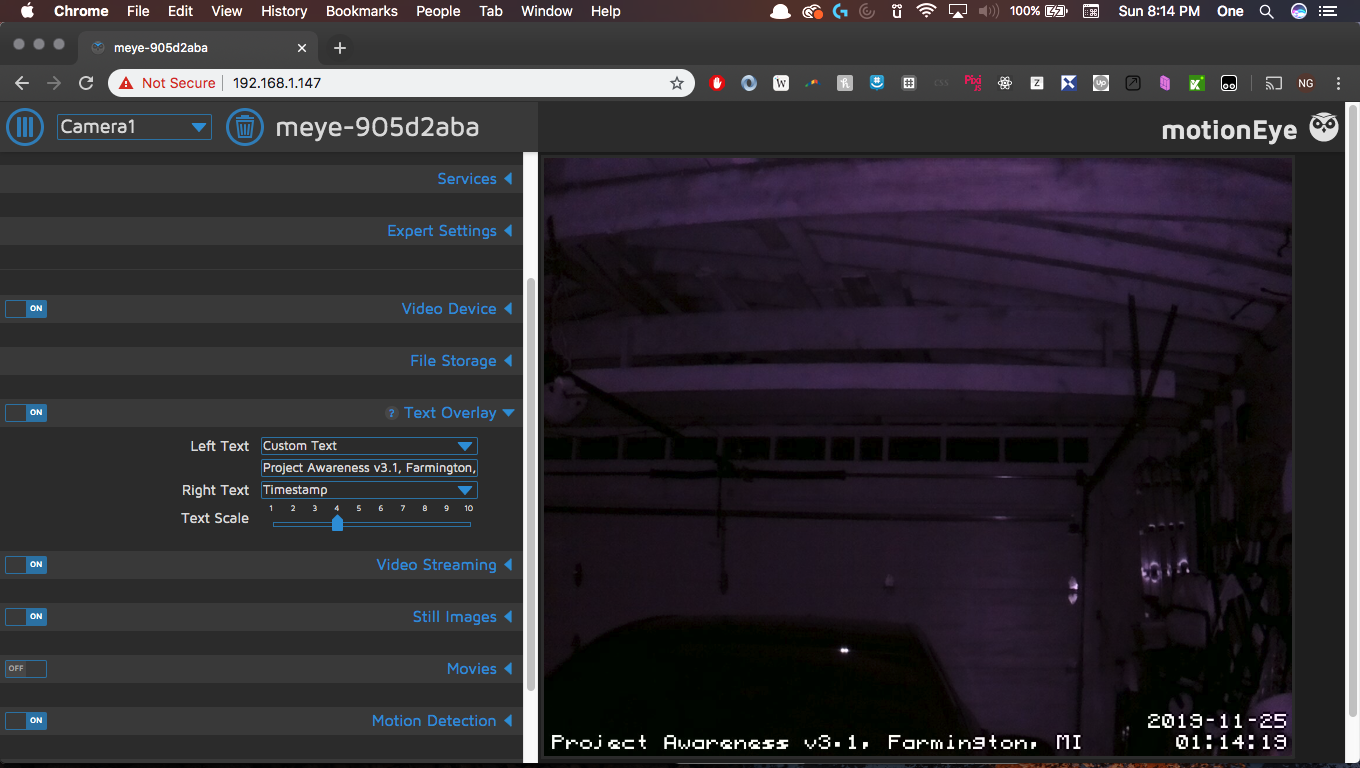 Chrome File Edit View History Bookmarks People Tab Window Help 100% Sun 8:14 PM One
meye-905d2aba
Not Secure 192.168.1.147 NG
Camera1 meye-905d2aba motionEye
Services
Expert Settings
ON Video Device
File Storage
ON ? Text Overlay
Left Text Custom Text
Project Awareness v3.1, Farmington,
Right Text Timestamp
1 2 3 4 5 6 7 8 9 10
Text Scale
ON Video Streaming
ON Still Images
OFF Movies
ON Motion Detection
2019-11-25
Project Awareness v3.1, Farmington, MI 01:14:19